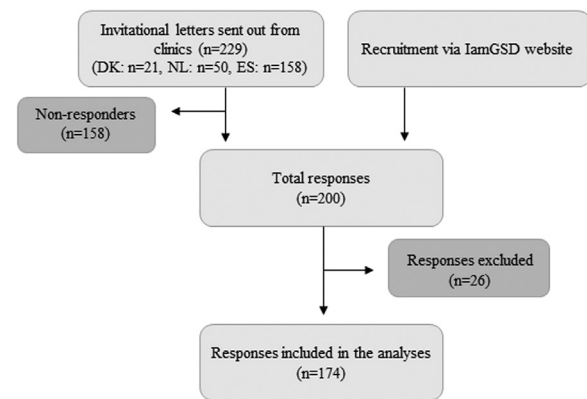 Invitational letters sent out from
clinics (n=229)
(DK: n=21, NL: n=50, ES: n=158)
Recruitment via IamGSD website
Non-responders
(n=158)
Total responses
(n=200)
Responses excluded
(n=26)
Responses included in the analyses
(n=174)